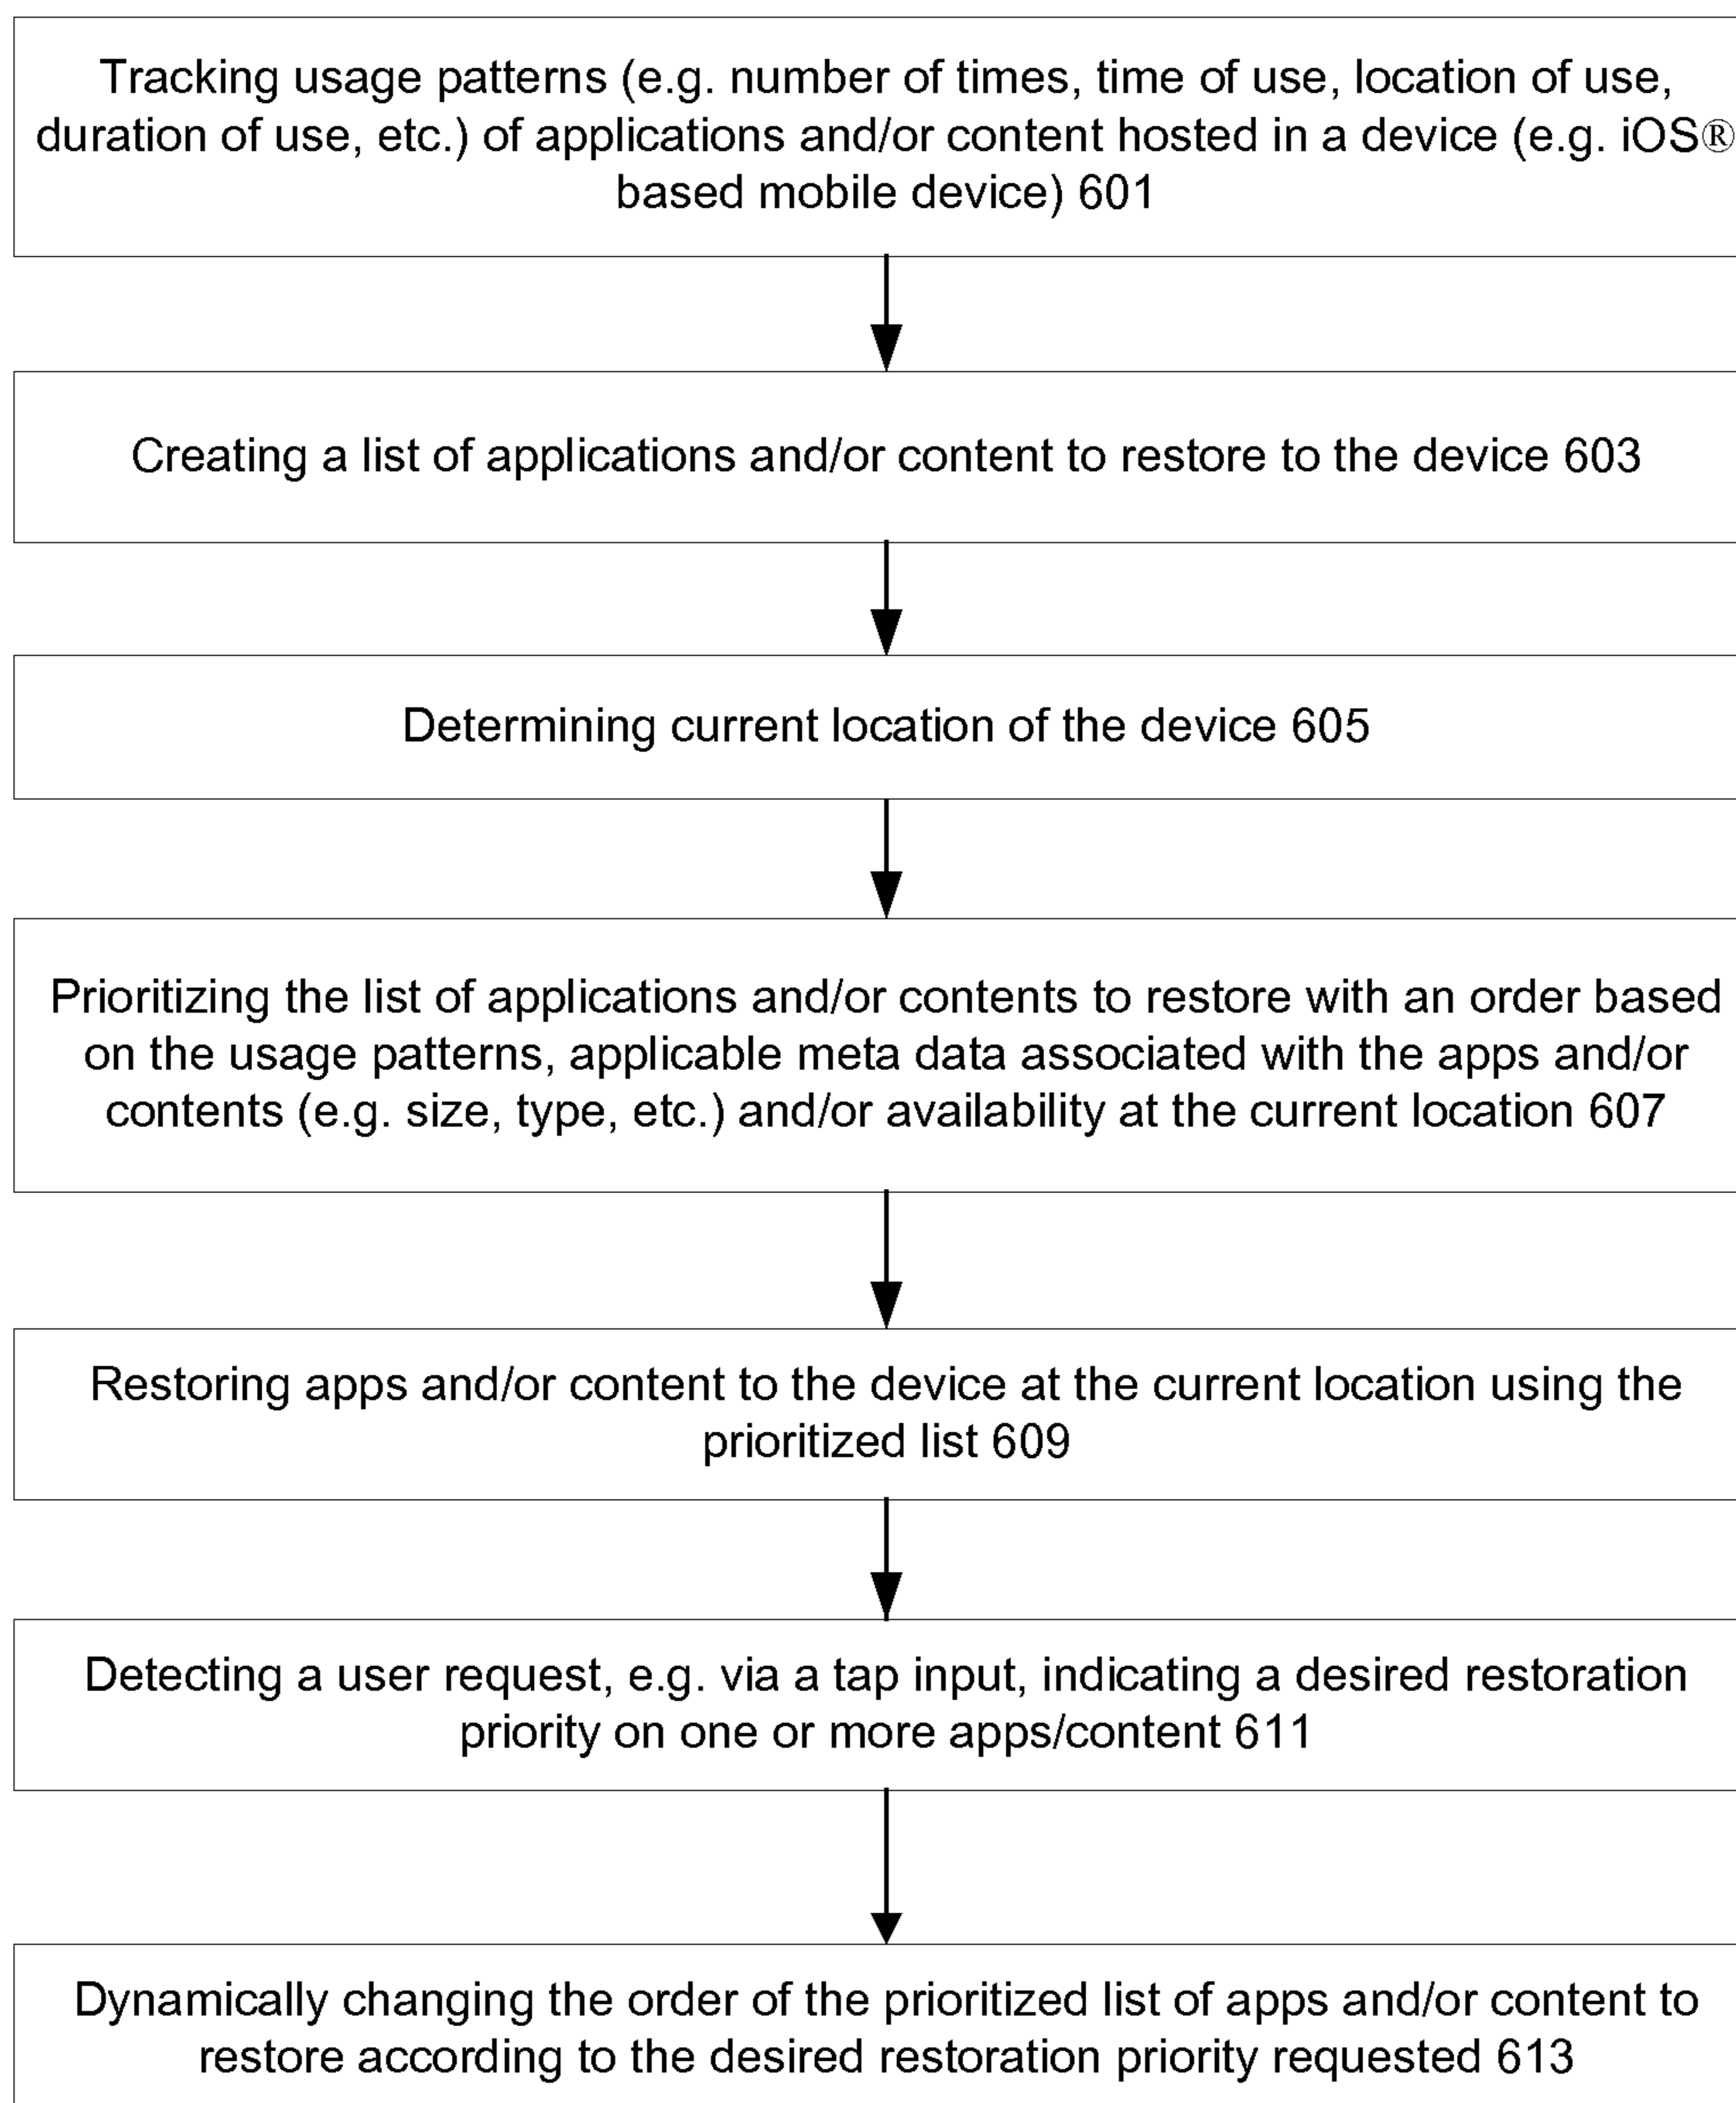 Tracking usage patterns (e.g. number of times, time of use, location of use,
duration of use, etc.) of applications and/or content hosted in a device (e.g. iOS®
based mobile device) 601
Creating a list of applications and/or content to restore to the device 603
Determining current location of the device 605
Prioritizing the list of applications and/or contents to restore with an order based
on the usage patterns, applicable meta data associated with the apps and/or
contents (e.g. size, type, etc.) and/or availability at the current location 607
Restoring apps and/or content to the device at the current location using the
prioritized list 609
Detecting a user request, e.g. via a tap input, indicating a desired restoration
priority on one or more apps/content 611
Dynamically changing the order of the prioritized list of apps and/or content to
restore according to the desired restoration priority requested 613